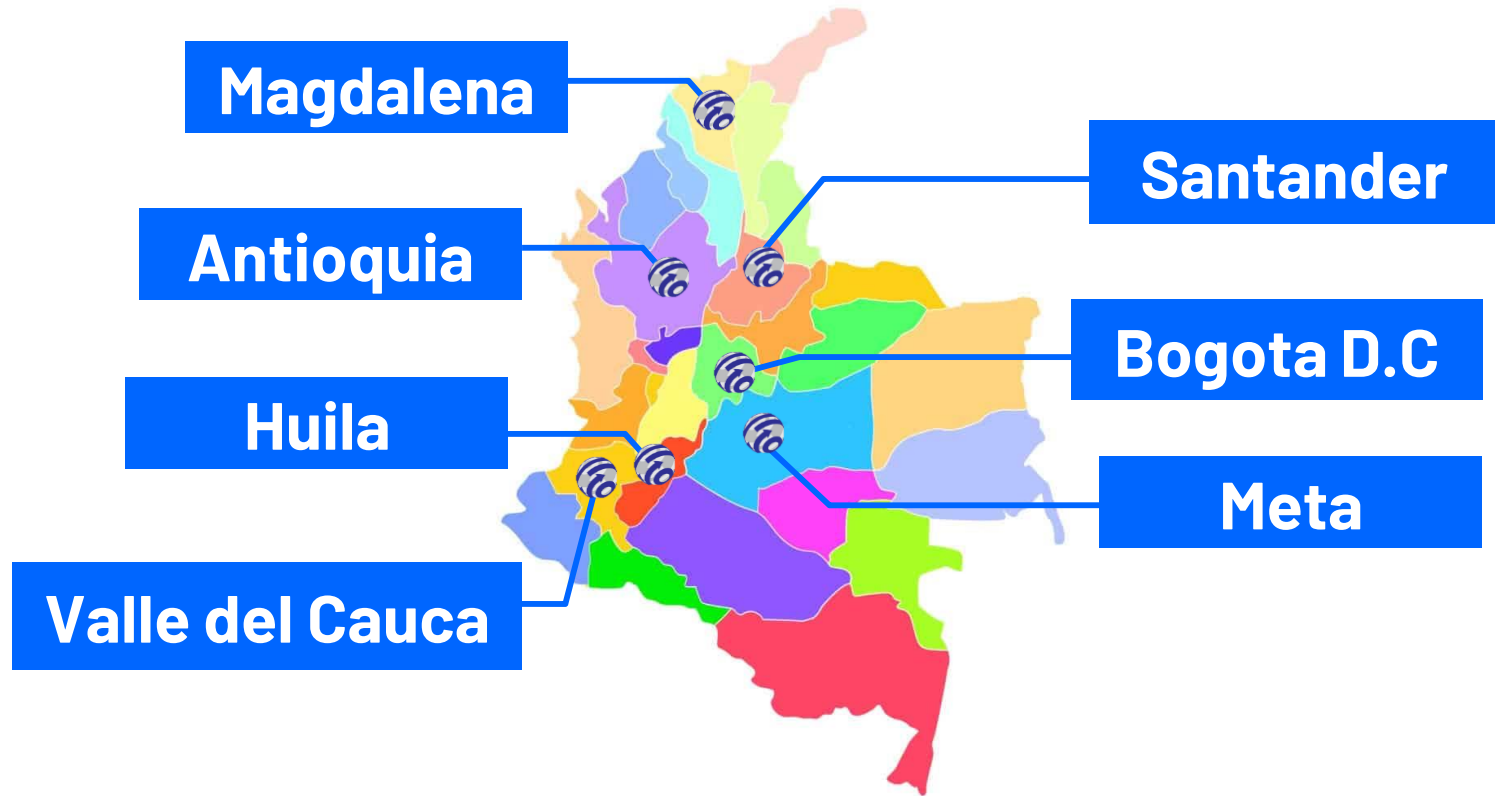 Magdalena
Santander
Antioquia
Bogota D.C
Huila
Meta
Valle del Cauca